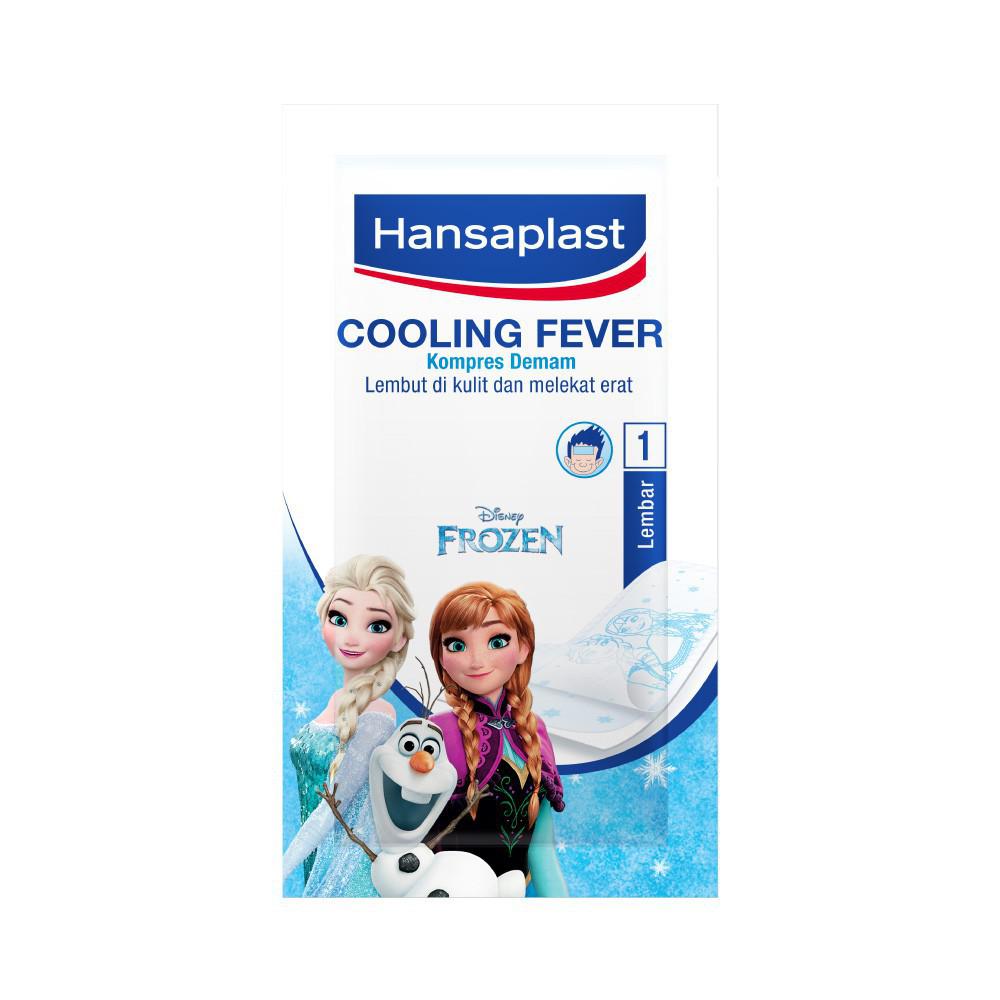 Hansaplast
COOLING FEVER
Kompres Demam
Lembut di kulit dan melekat erat
1
Lembar
Disney
FROZEN